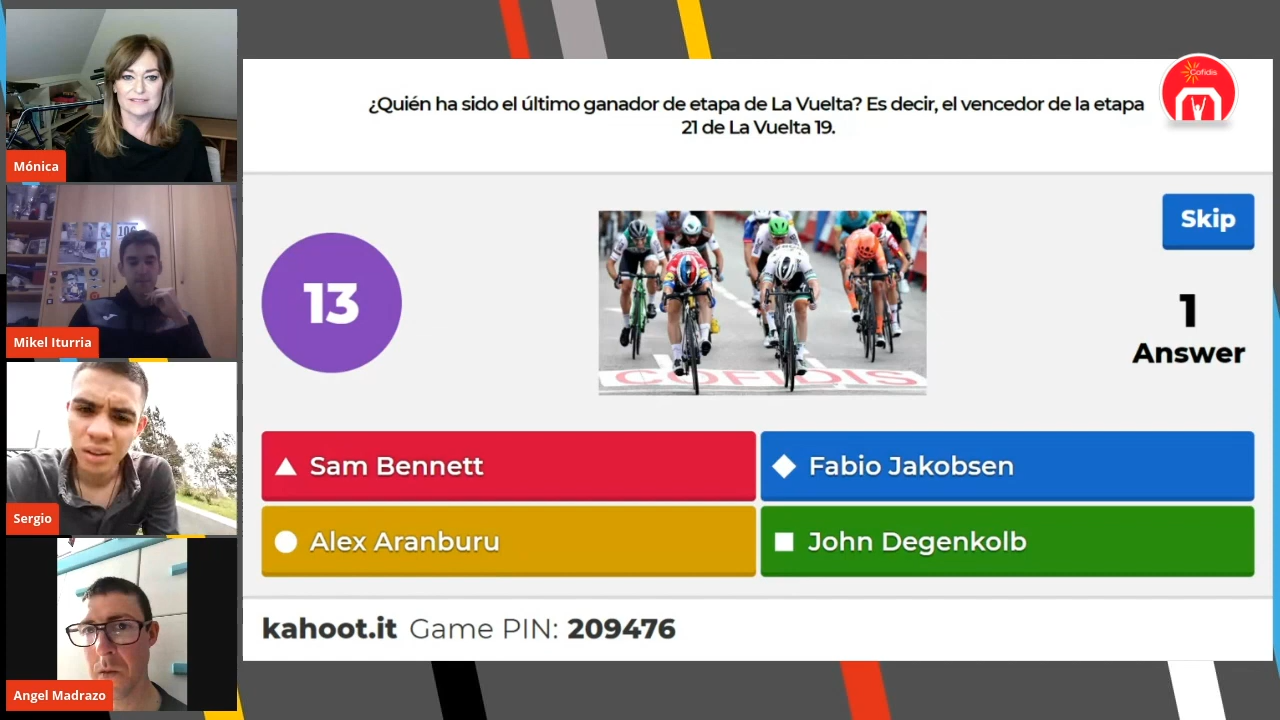 Cofidis
¿Quién ha sido el último ganador de etapa de La Vuelta? Es decir, el vencedor de la etapa
21 de La Vuelta 19.
Mónica
106
Skip
13
1
Answer
COFIDIS
Mikel Iturria
Sam Bennett
Fabio Jakobsen
Sergio
Alex Aranburu
John Degenkolb
kahoot.it Game PIN: 209476
Angel Madrazo